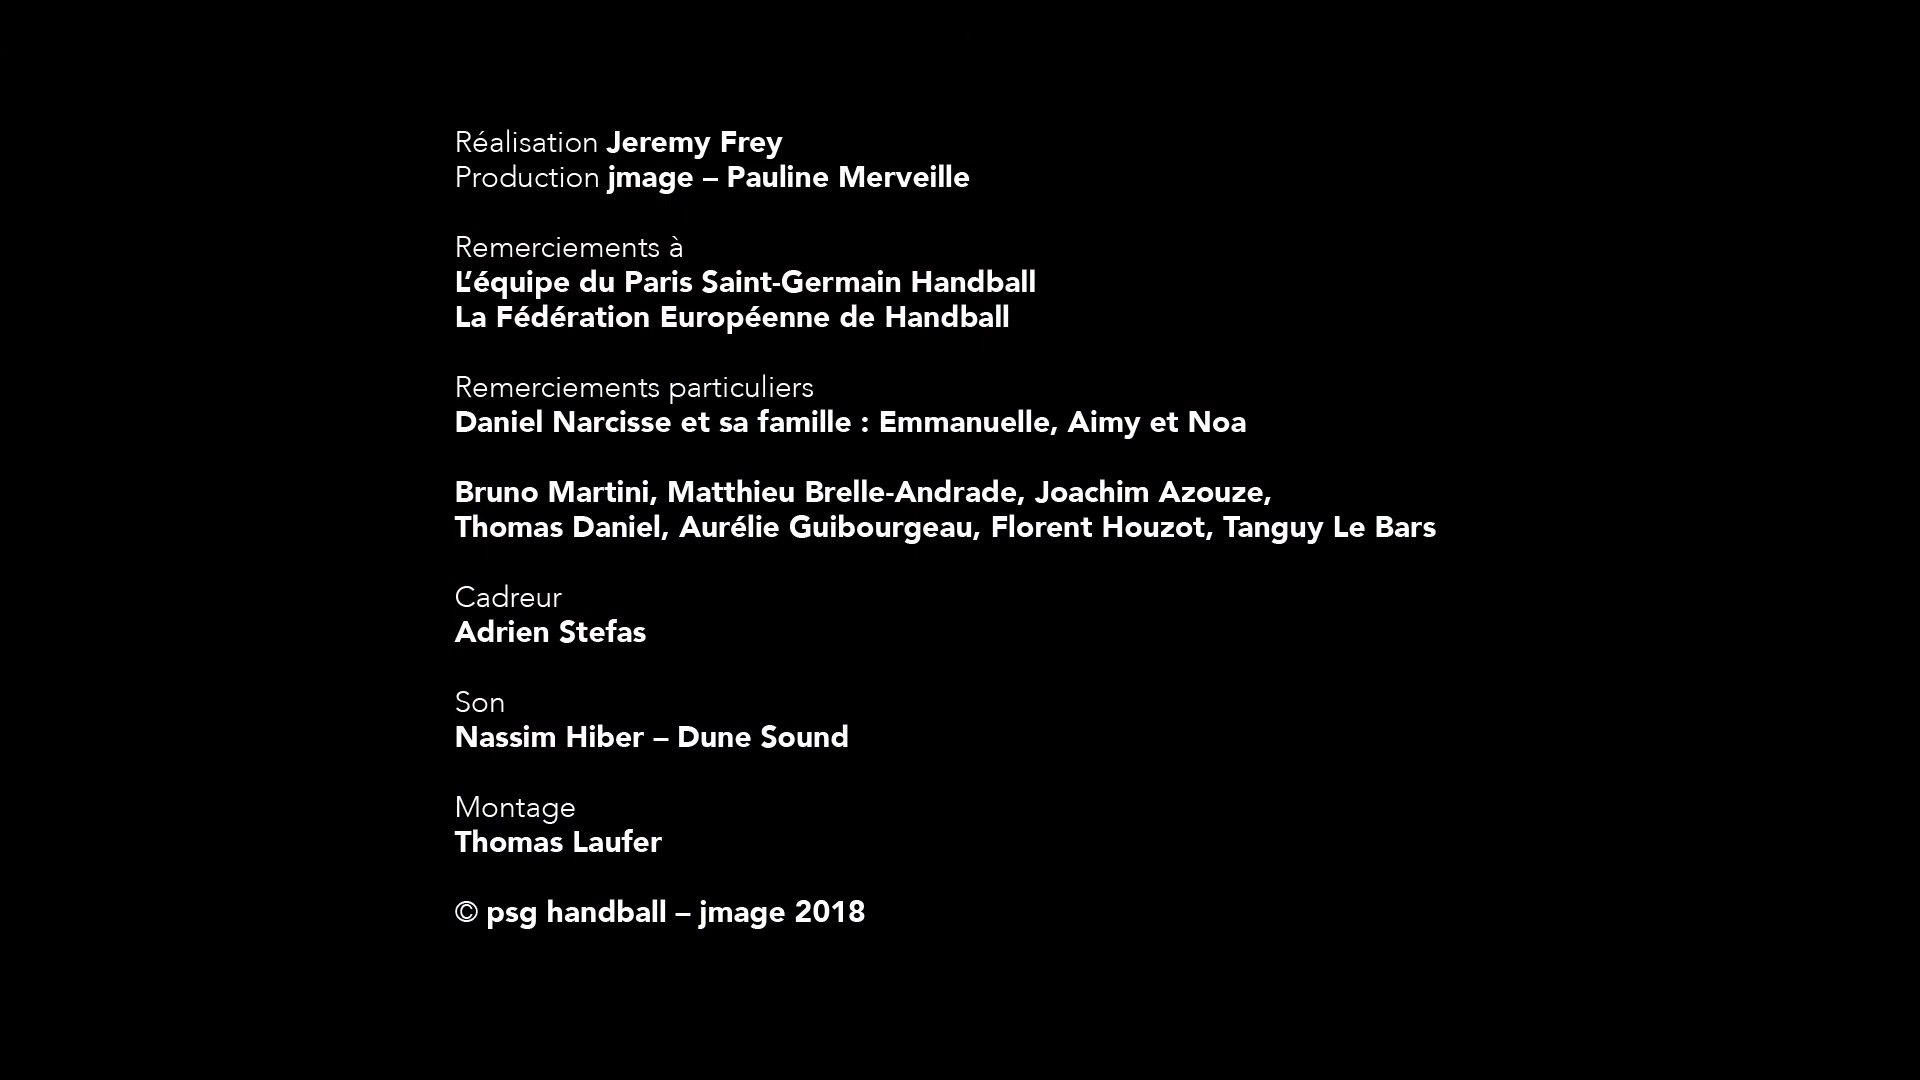 Réalisation Jeremy Frey
Production jmage – Pauline Merveille
Remerciements à
L’équipe du Paris Saint-Germain Handball
La Fédération Européenne de Handball
Remerciements particuliers
Daniel Narcisse et sa famille : Emmanuelle, Aimy et Noa
Bruno Martini, Matthieu Brelle-Andrade, Joachim Azouze,
Thomas Daniel, Aurélie Guibourgeau, Florent Houzot, Tanguy Le Bars
Cadreur
Adrien Stefas
Son
Nassim Hiber – Dune Sound
Montage
Thomas Laufer
© psg handball – jmage 2018